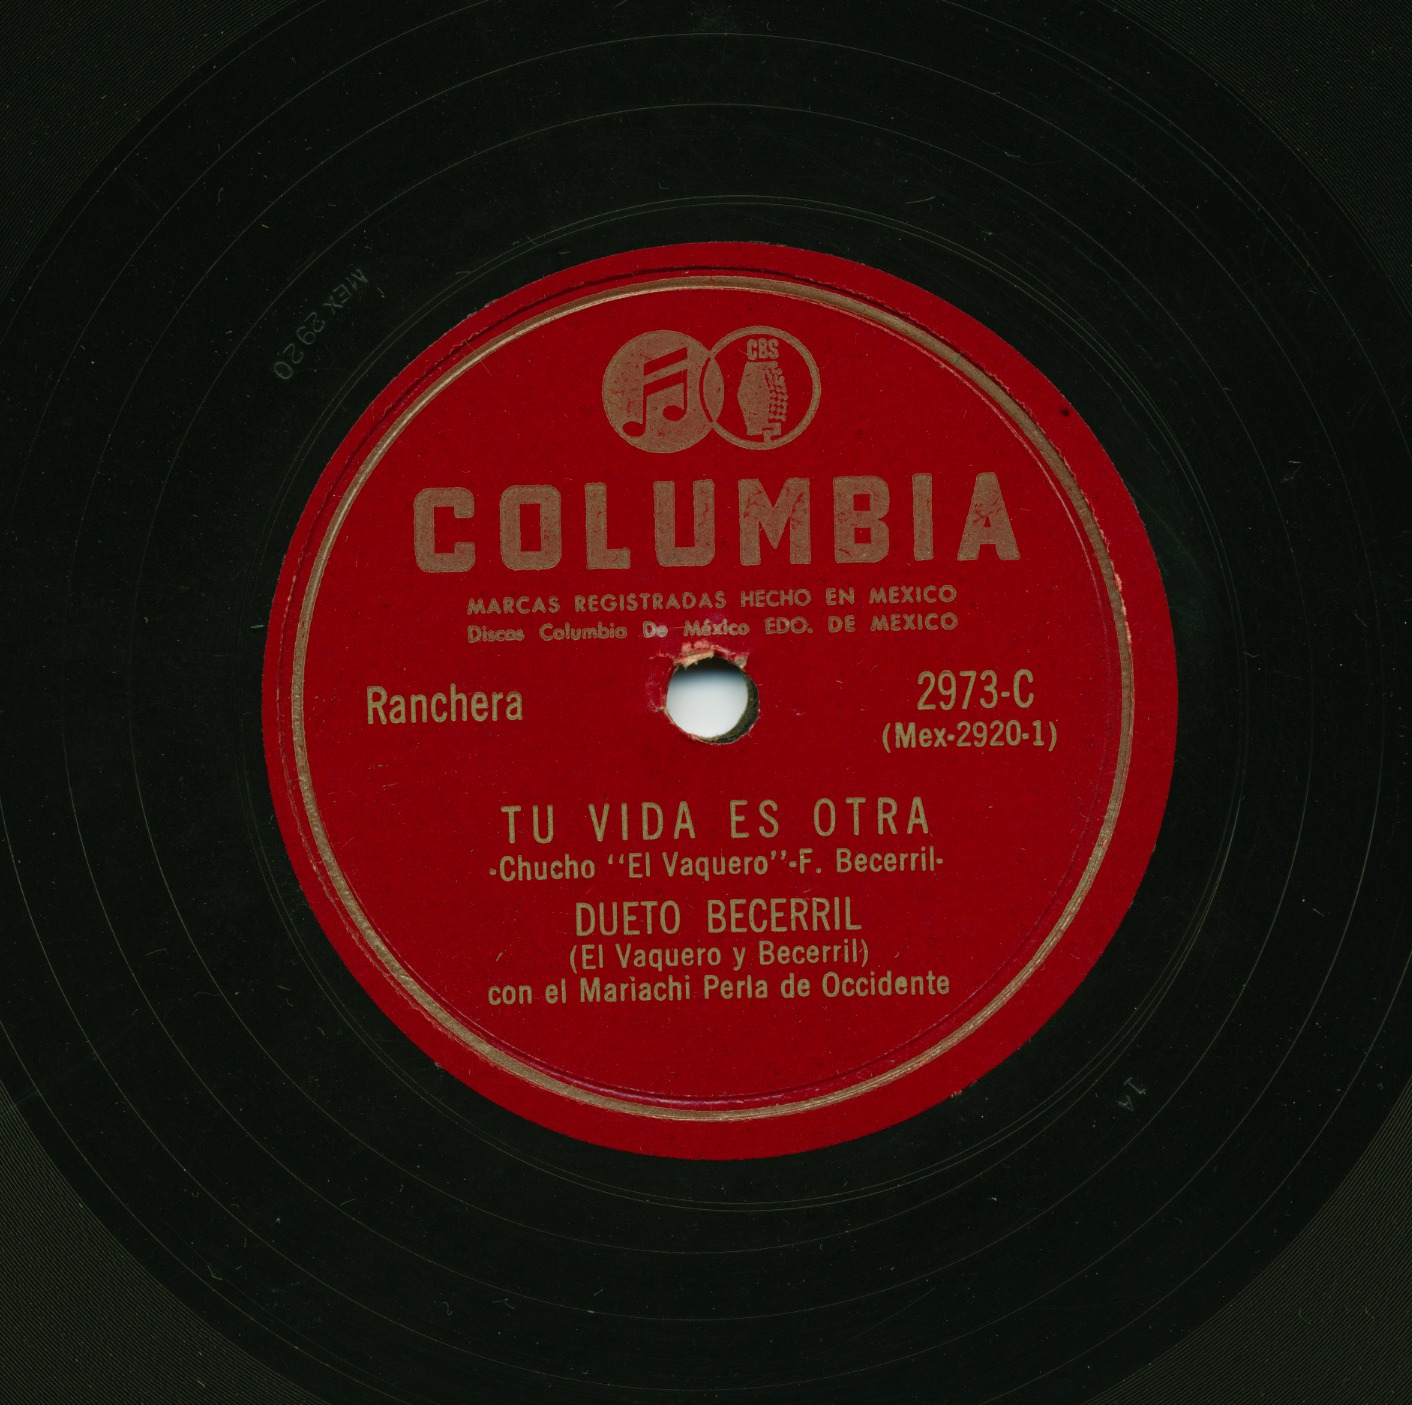 MEX 2920
CBS
COLUMBIA
MARCAS REGISTRADAS HECHO EN MEXICO
Discos Columbia De México EDO. DE MEXICO
Ranchera
2973-C
(Mex-2920-1)
TU VIDA ES OTRA
-Chucho "El Vaquero"-F. Becerril-
DUETO BECERRIL
(El Vaquero y Becerril)
con el Mariachi Perla de Occidente
1A